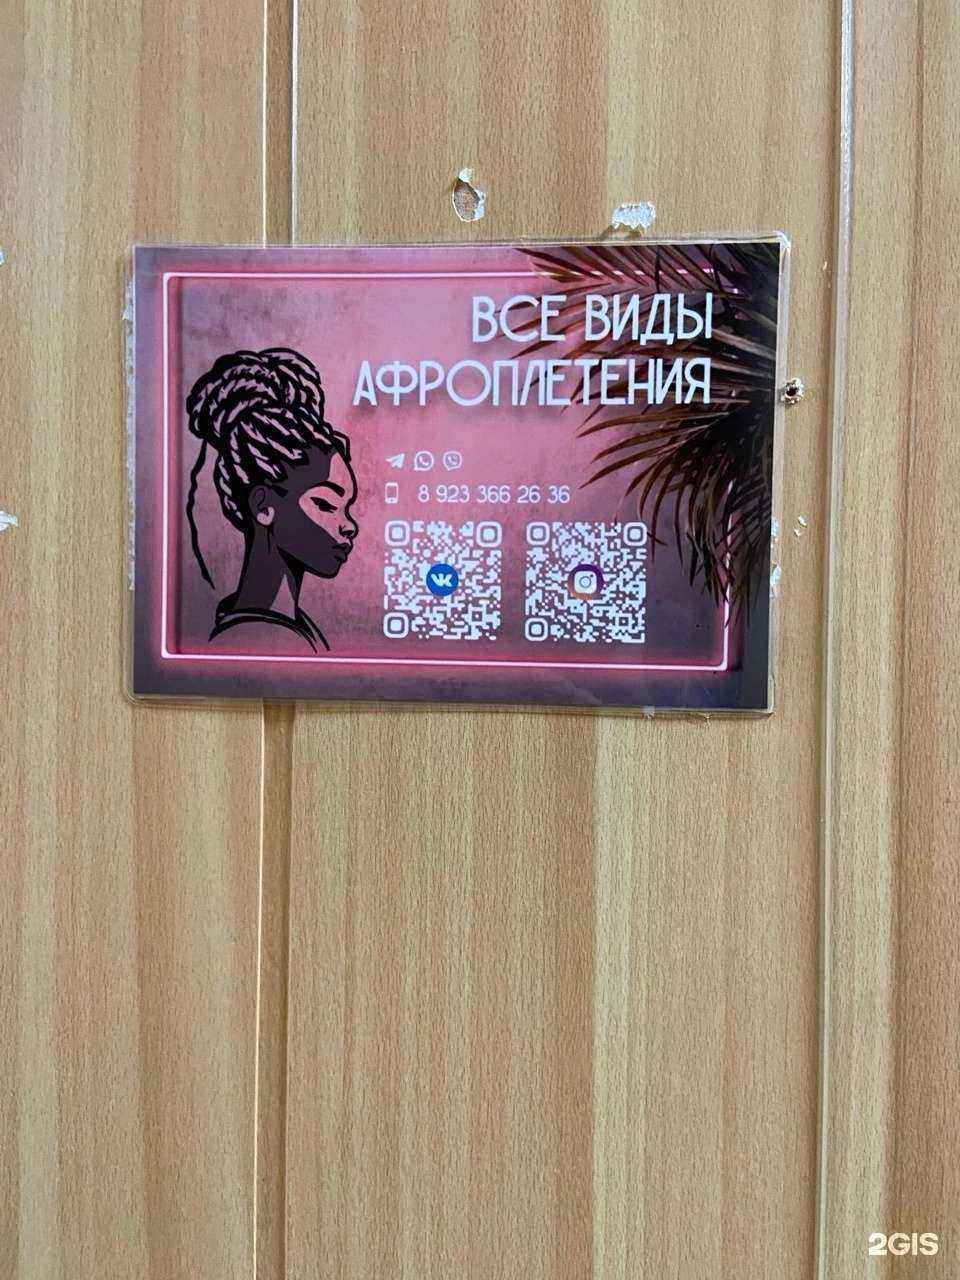 ВСЕ ВИДЫ
АФРОПЛЕТЕНИЯ
8 923 366 26 36
2GIS